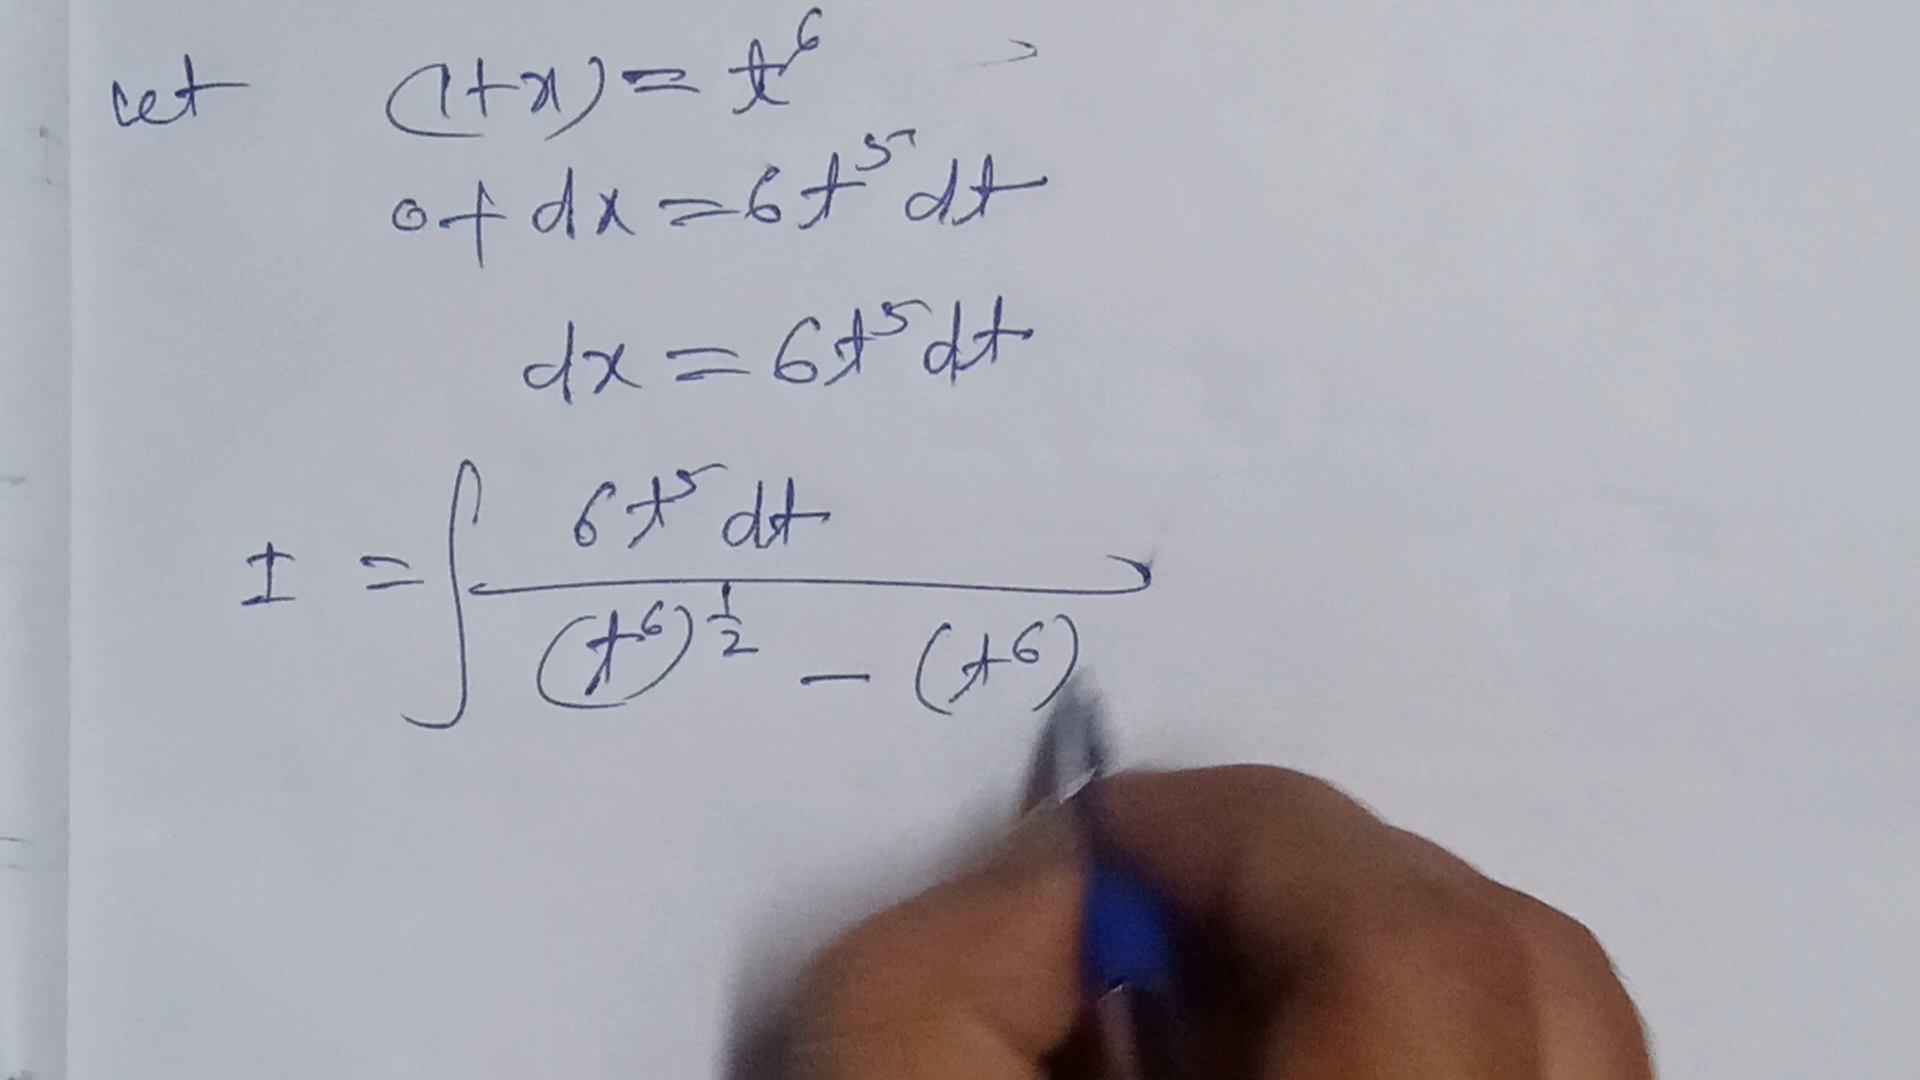 let (1+x) = t^6
0+dx = 6t^5 dt
dx = 6t^5 dt
I = ∫ 6t^5 dt / (t^6)^1/2 - (t^6)